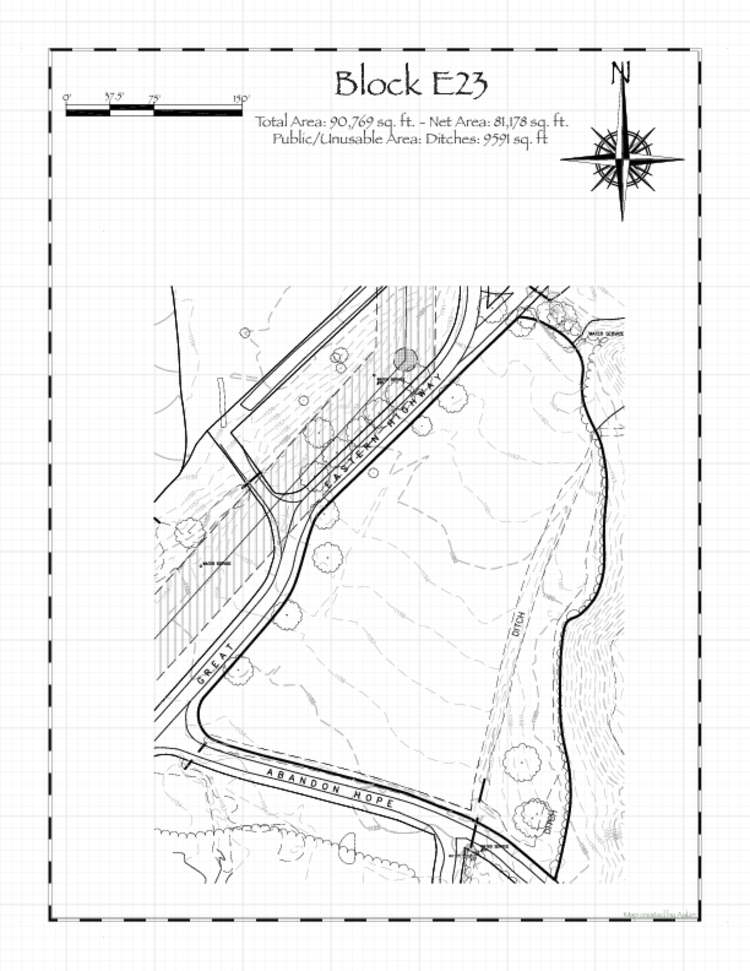 Block E23
N
0' 37.5' 75' 150'
Total Area: 90,769 sq. ft. - Net Area: 81,178 sq. ft.
Public/Unusable Area: Ditches: 9591 sq. ft
WATER SERVICE
WATER SERVICE
EASTERN HIGHWAY
WATER SERVICE
DITCH
GREAT
ABANDON HOPE
DITCH
WATER SERVICE
Map created by